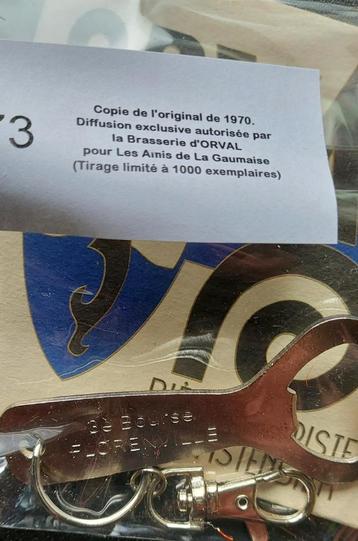 73
Copie de l'original de 1970.
Diffusion exclusive autorisée par
la Brasserie d'ORVAL
pour Les Amis de La Gaumaise
(Tirage limité à 1000 exemplaires)
3è Bourse
FLORENVILLE